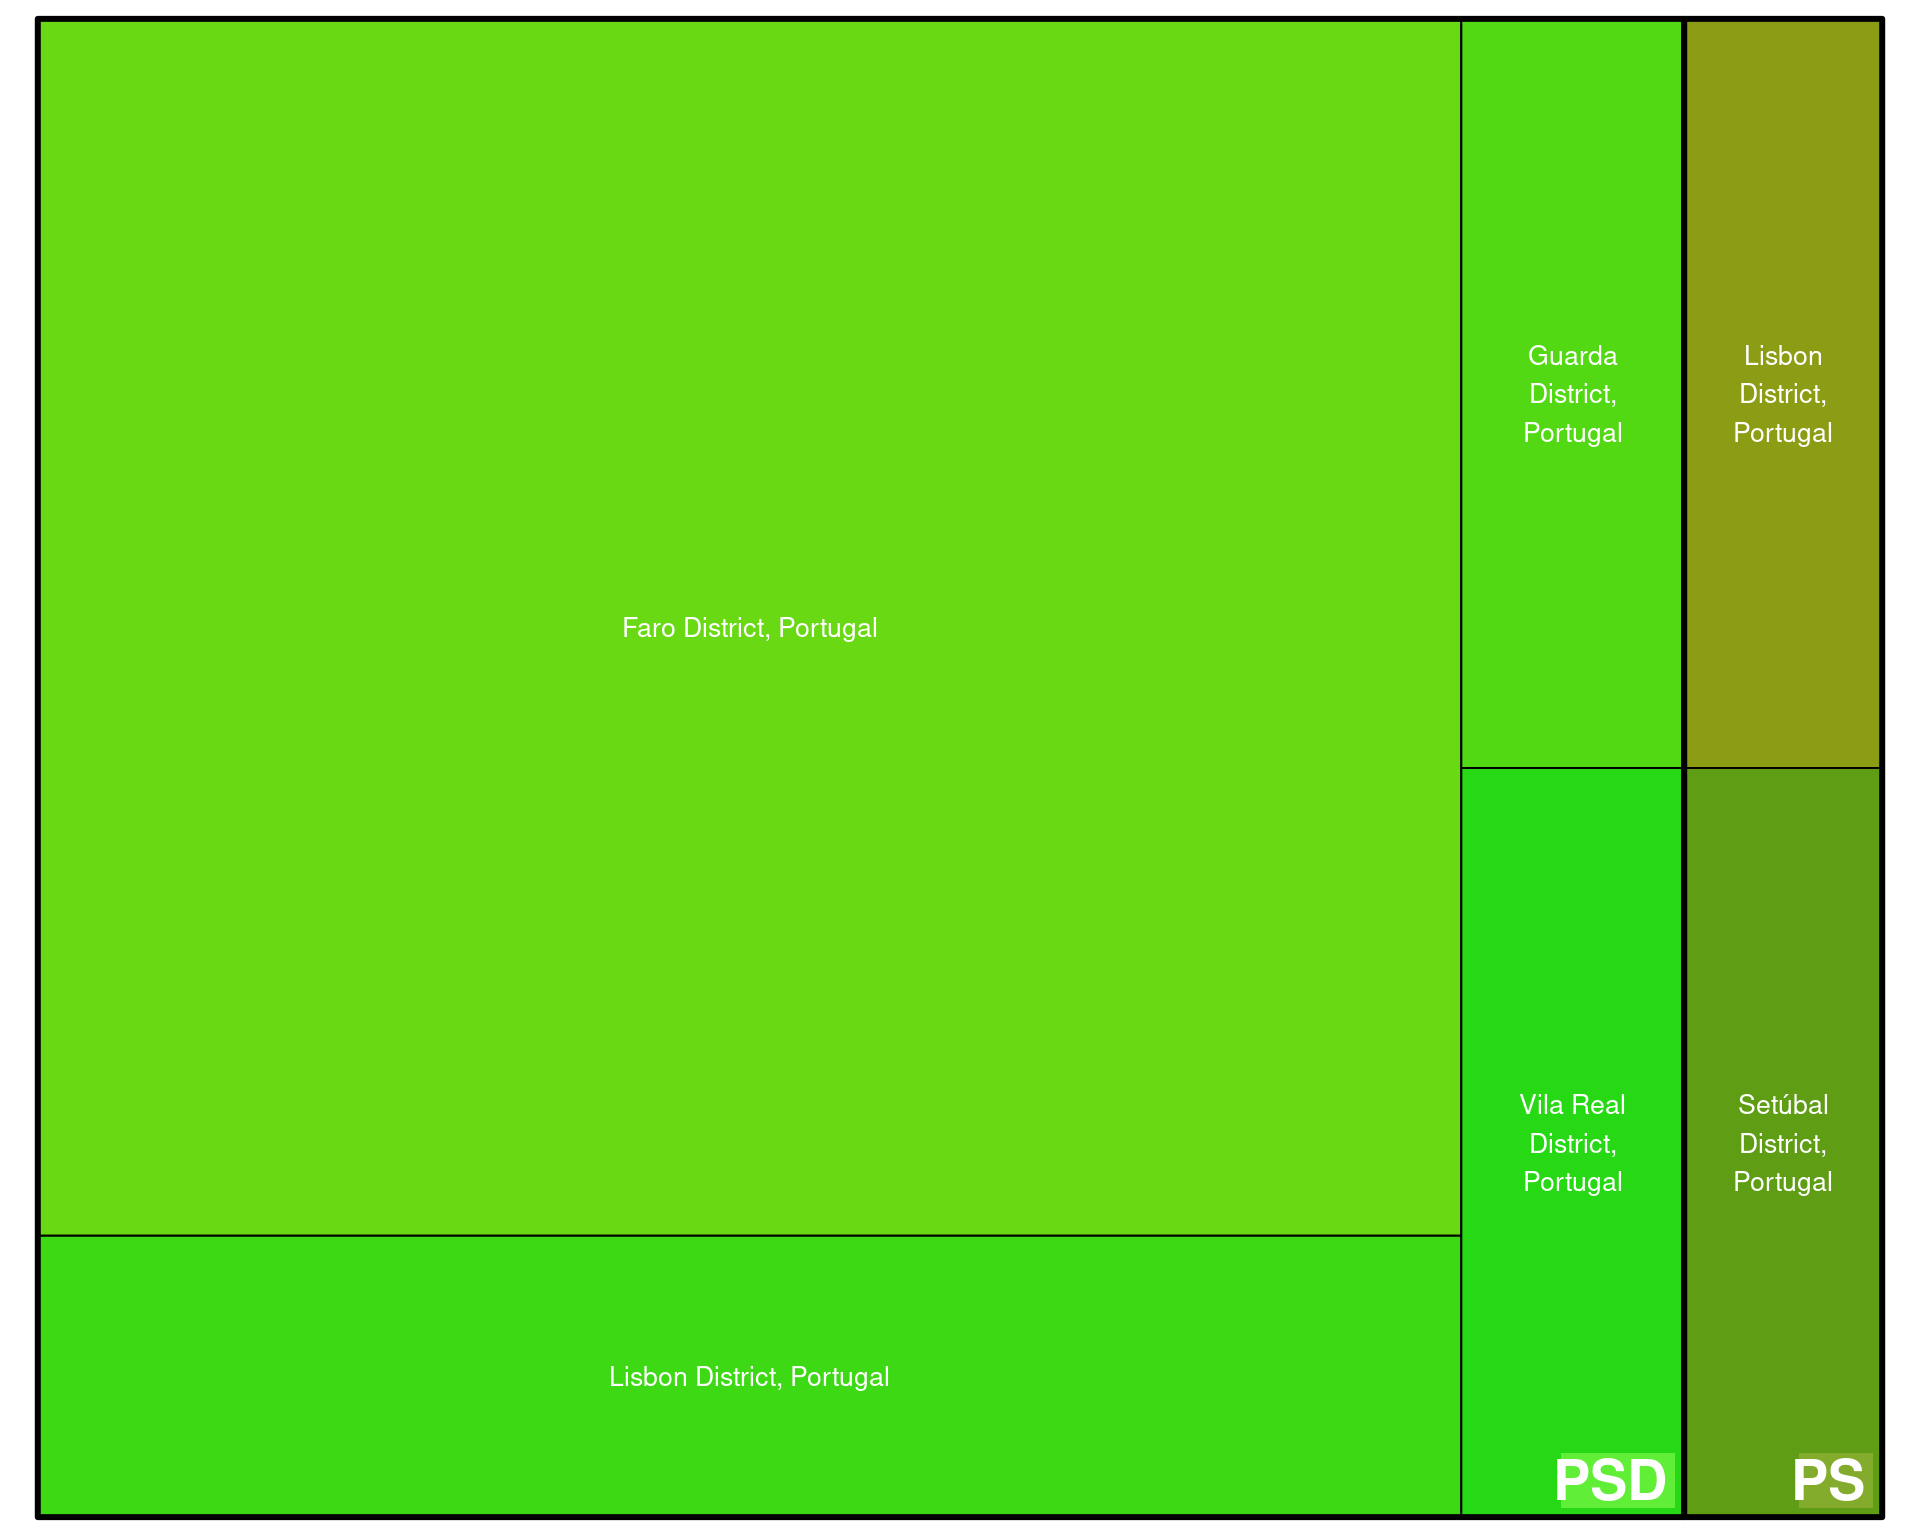 Faro District, Portugal
Lisbon District, Portugal
Guarda
District,
Portugal
Vila Real
District,
Portugal
PSD
Lisbon
District,
Portugal
Setúbal
District,
Portugal
PS